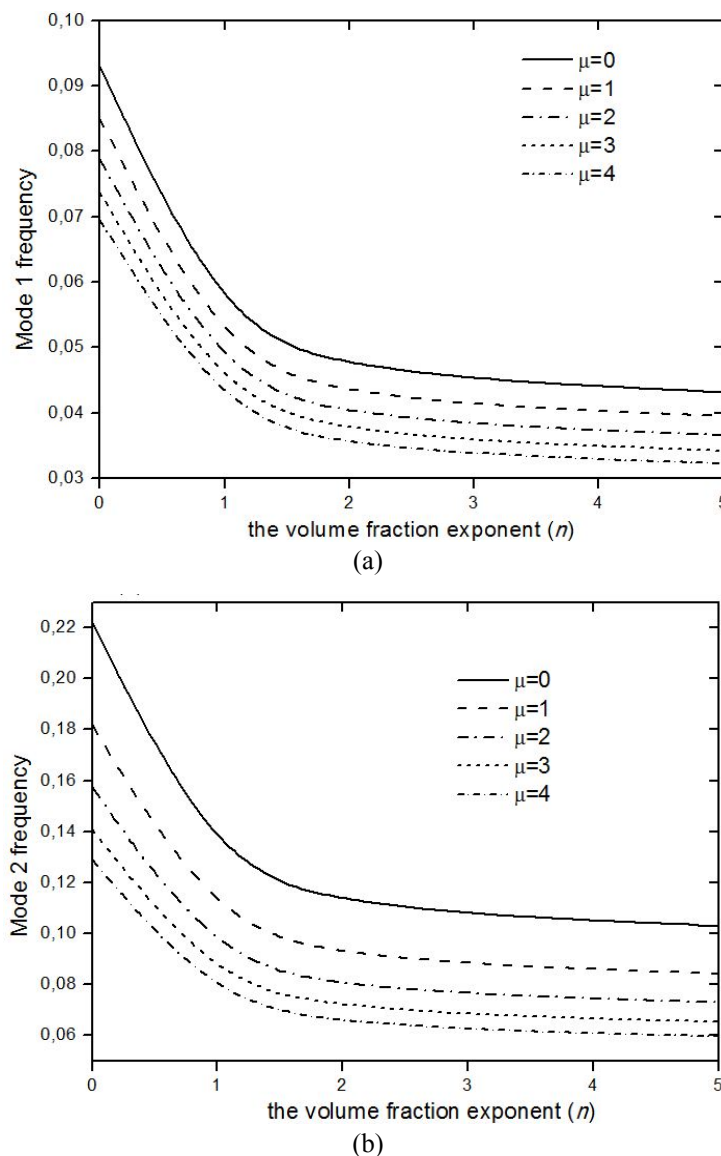 0,10
0,09
0,08
0,07
0,06
0,05
0,04
0,03
Mode 1 frequency
μ=0
μ=1
μ=2
μ=3
μ=4
0 1 2 3 4 5
the volume fraction exponent (n)
(a)
0,22
0,20
0,18
0,16
0,14
0,12
0,10
0,08
0,06
Mode 2 frequency
μ=0
μ=1
μ=2
μ=3
μ=4
0 1 2 3 4 5
the volume fraction exponent (n)
(b)